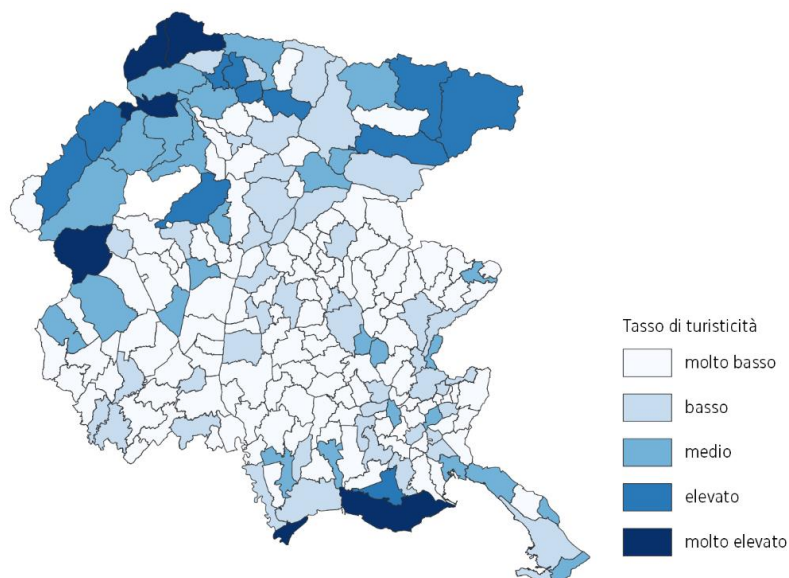 Tasso di turisticità
molto basso
basso
medio
elevato
molto elevato